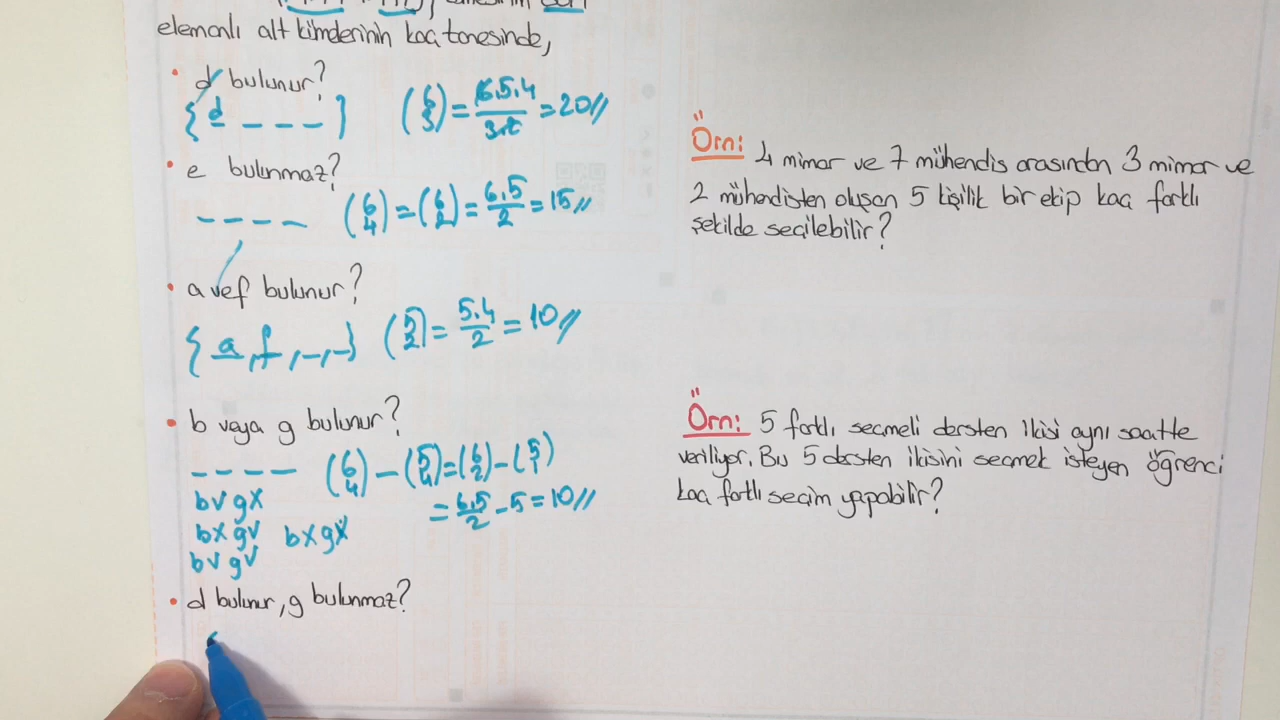 elemanlı alt kümelerinin kaç tanesinde,
• d bulunur?
{ d _ _ _ } (6 3) = 6.5.4 / 3.2 = 20 //
• e bulunmaz?
_ _ _ _ (6 4) = (6 2) = 6.5 / 2 = 15 //
• a ve f bulunur?
{ a , f , _ , _ } (5 2) = 5.4 / 2 = 10 //
• b veya g bulunur?
_ _ _ _ (6 4) - (5 4) = (6 2) - (5 1)
b✓ g✗ = 6.5 / 2 - 5 = 10 //
b✗ g✓ b✗ g✗
b✓ g✓
• d bulunur, g bulunmaz?
Örn: 4 mimar ve 7 mühendis arasından 3 mimar ve
2 mühendisten oluşan 5 kişilik bir ekip kaç farklı
şekilde seçilebilir?
Örn: 5 farklı seçmeli dersten ikisi aynı saatte
veriliyor. Bu 5 dersten ikisini seçmek isteyen öğrenci
kaç farklı seçim yapabilir?